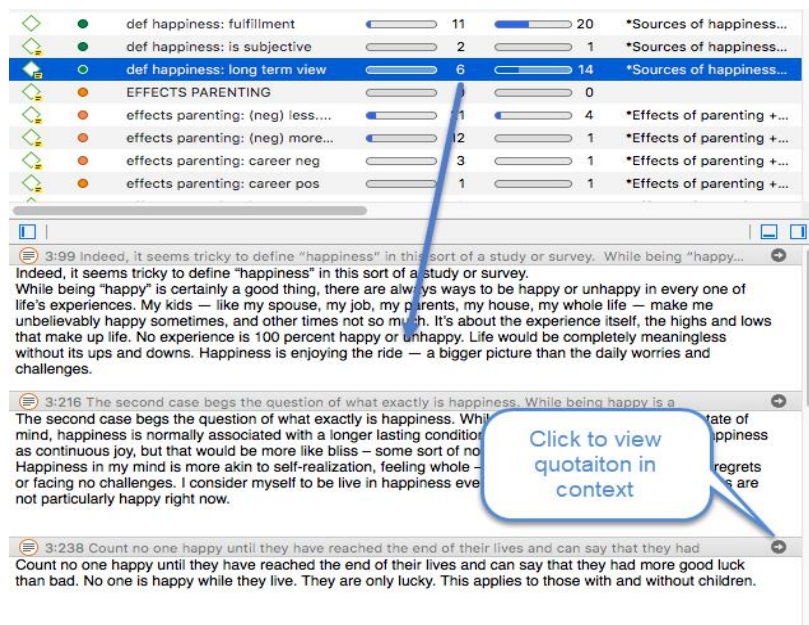 def happiness: fulfillment 11 20 *Sources of happiness...
def happiness: is subjective 2 1 *Sources of happiness...
def happiness: long term view 6 14 *Sources of happiness...
EFFECTS PARENTING 0
effects parenting: (neg) less.... 4 *Effects of parenting +...
effects parenting: (neg) more... 12 1 *Effects of parenting +...
effects parenting: career neg 3 1 *Effects of parenting +...
effects parenting: career pos 1 1 *Effects of parenting +...
3:99 Indeed, it seems tricky to define "happiness" in this sort of a study or survey. While being "happy...
Indeed, it seems tricky to define “happiness” in this sort of a study or survey.
While being “happy” is certainly a good thing, there are always ways to be happy or unhappy in every one of
life’s experiences. My kids — like my spouse, my job, my parents, my house, my whole life — make me
unbelievably happy sometimes, and other times not so much. It’s about the experience itself, the highs and lows
that make up life. No experience is 100 percent happy or unhappy. Life would be completely meaningless
without its ups and downs. Happiness is enjoying the ride — a bigger picture than the daily worries and
challenges.
3:216 The second case begs the question of what exactly is happiness. While being happy is a
The second case begs the question of what exactly is happiness. tate of
mind, happiness is normally associated with a longer lasting condition appiness
as continuous joy, but that would be more like bliss – some sort of
Happiness in my mind is more akin to self-realization, feeling whole – regrets
or facing no challenges. I consider myself to be live in happiness are
not particularly happy right now.
Click to view
quotaiton in
context
3:238 Count no one happy until they have reached the end of their lives and can say that they had
Count no one happy until they have reached the end of their lives and can say that they had more good luck
than bad. No one is happy while they live. They are only lucky. This applies to those with and without children.